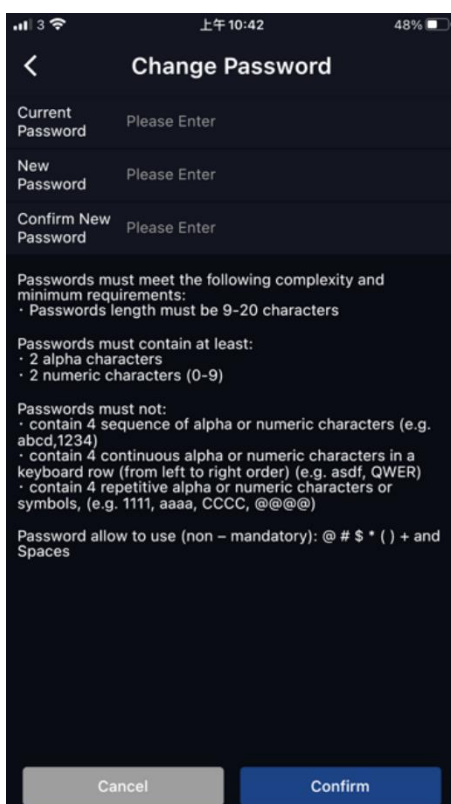 3 上午10:42 48%
Change Password
Current
Password
Please Enter
New
Password
Please Enter
Confirm New
Password
Please Enter
Passwords must meet the following complexity and
minimum requirements:
· Passwords length must be 9-20 characters
Passwords must contain at least:
· 2 alpha characters
· 2 numeric characters (0-9)
Passwords must not:
· contain 4 sequence of alpha or numeric characters (e.g.
abcd,1234)
· contain 4 continuous alpha or numeric characters in a
keyboard row (from left to right order) (e.g. asdf, QWER)
· contain 4 repetitive alpha or numeric characters or
symbols, (e.g. 1111, aaaa, CCCC, @@@@)
Password allow to use (non – mandatory): @ # $ * ( ) + and
Spaces
Cancel Confirm